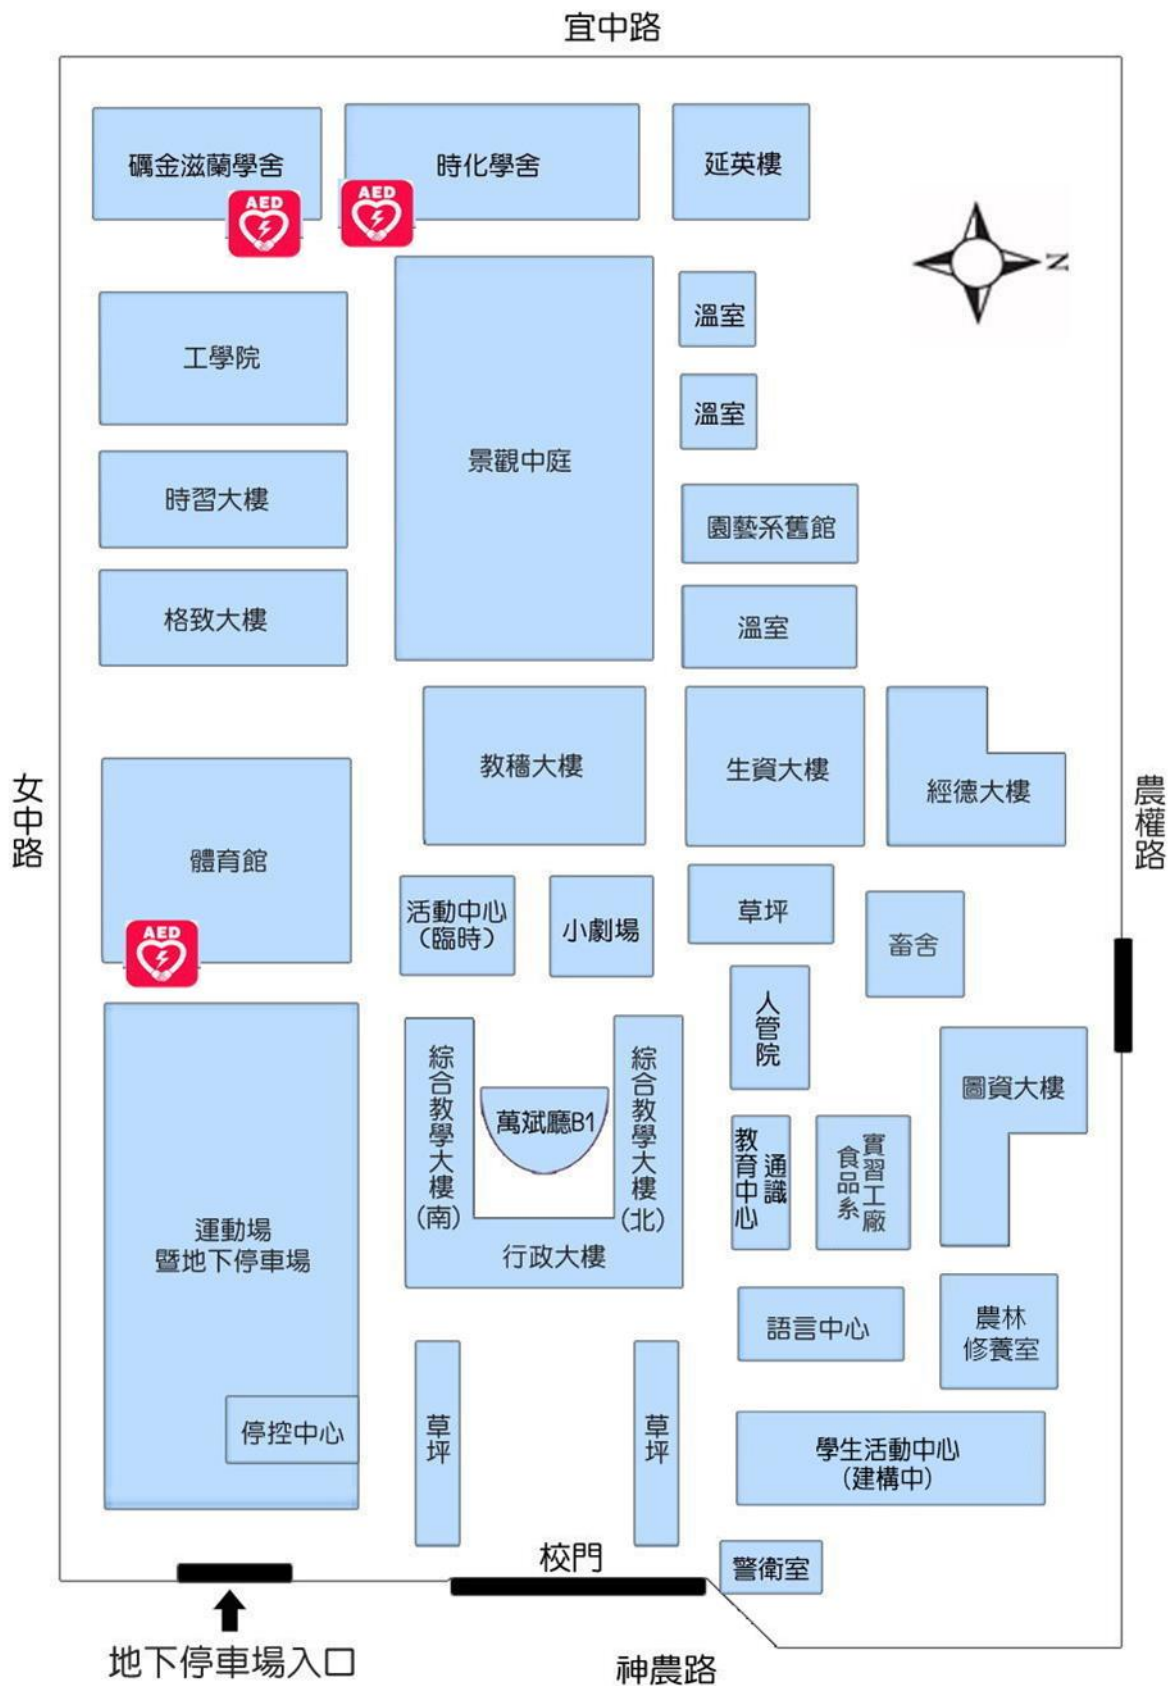 宜中路
礪金滋蘭學舍
時化學舍
延英樓
AED
AED
N
工學院
溫室
溫室
景觀中庭
時習大樓
園藝系舊館
格致大樓
溫室
教穡大樓
生資大樓
經德大樓
女中路
農權路
體育館
AED
活動中心
（臨時）
小劇場
草坪
畜舍
人管院
綜合教學大樓(南)
萬斌廳B1
綜合教學大樓(北)
圖資大樓
通識
教育中心
實習工廠
食品系
運動場
暨地下停車場
行政大樓
語言中心
農林
修養室
停控中心
草坪
草坪
學生活動中心
(建構中)
校門
警衛室
地下停車場入口
神農路